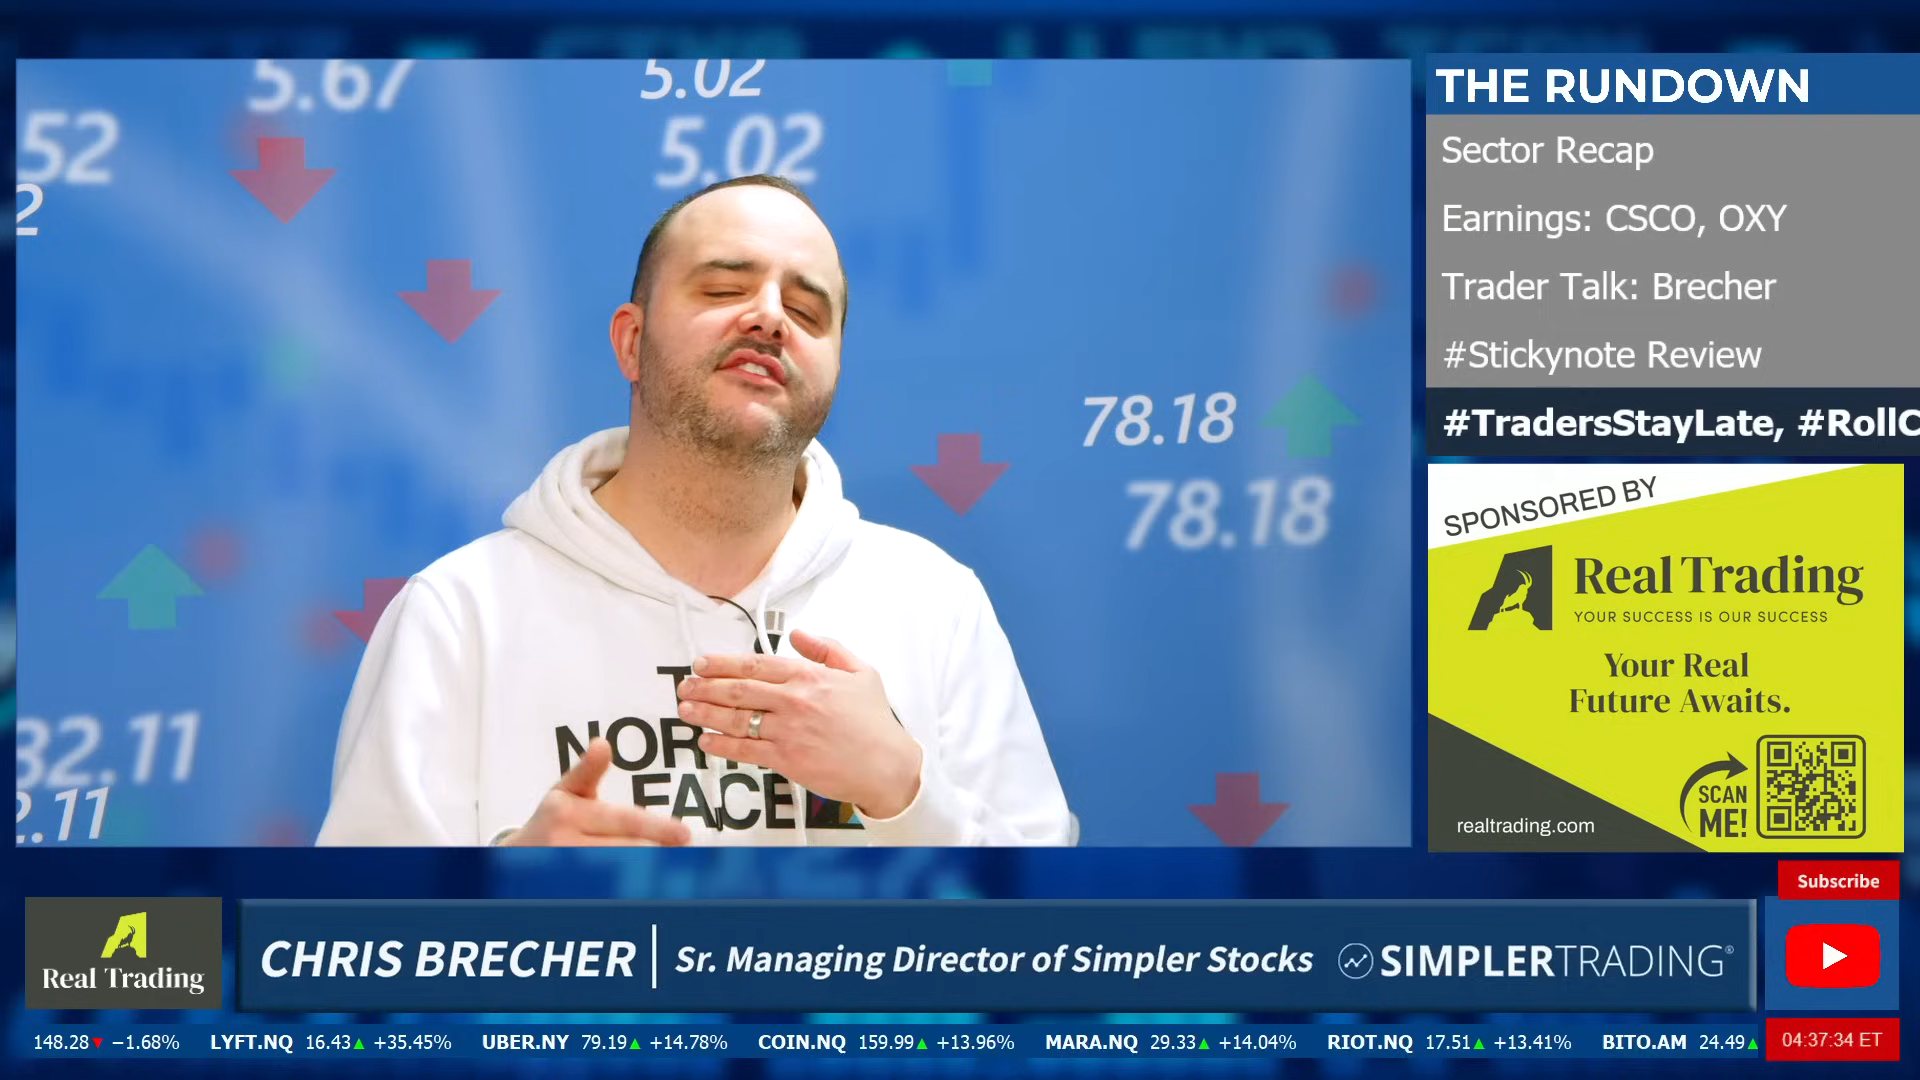 5.67
5.02
5.02
52
2
78.18
78.18
32.11
2.11
THE
NORTH
FACE
THE RUNDOWN
Sector Recap
Earnings: CSCO, OXY
Trader Talk: Brecher
#Stickynote Review
#TradersStayLate, #RollC
SPONSORED BY
Real Trading
YOUR SUCCESS IS OUR SUCCESS
Your Real
Future Awaits.
SCAN
ME!
realtrading.com
Subscribe
Real Trading
CHRIS BRECHER | Sr. Managing Director of Simpler Stocks SIMPLERTRADING®
148.28▼ −1.68% LYFT.NQ 16.43▲ +35.45% UBER.NY 79.19▲ +14.78% COIN.NQ 159.99▲ +13.96% MARA.NQ 29.33▲ +14.04% RIOT.NQ 17.51▲ +13.41% BITO.AM 24.49▲
04:37:34 ET